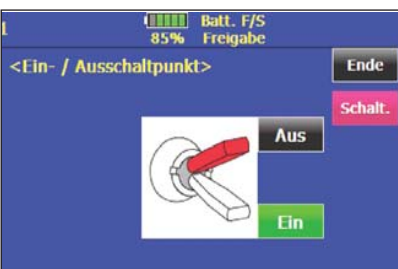 1
Batt. F/S
85% Freigabe
<Ein- / Ausschaltpunkt>
Ende
Schalt.
Aus
Ein